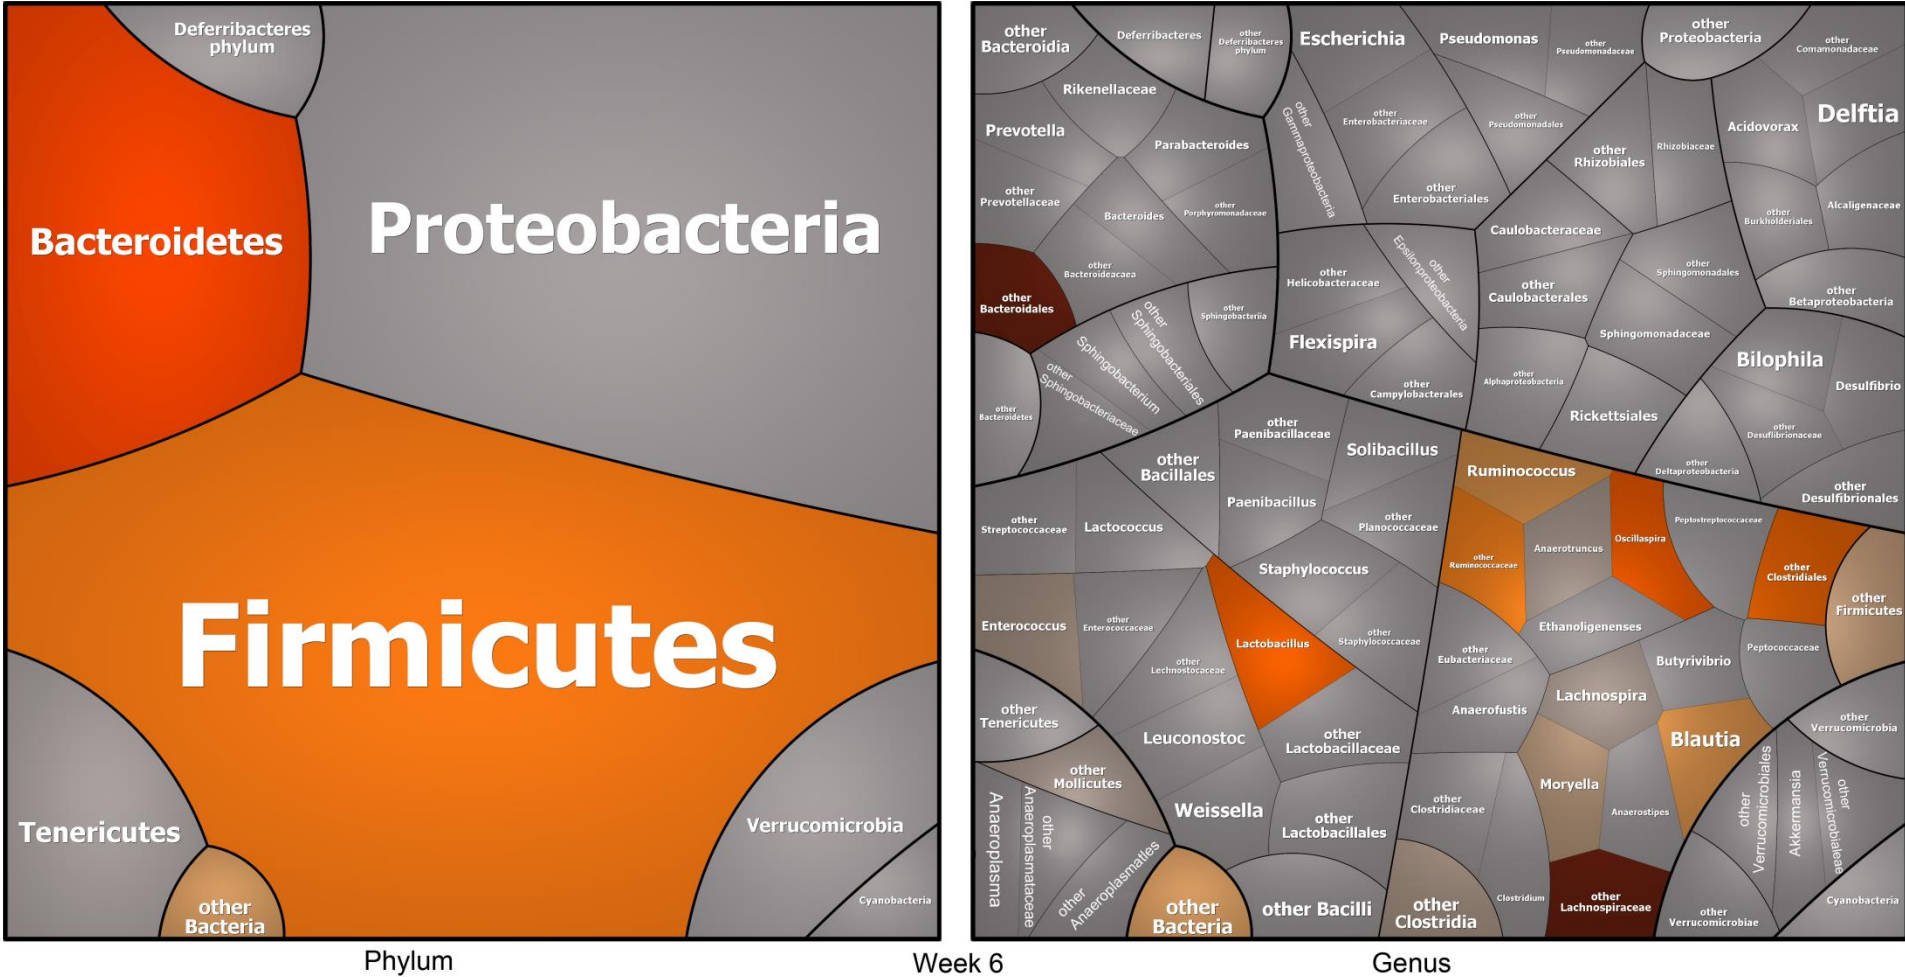 Deferribacteres
phylum
Bacteroidetes
Proteobacteria
Firmicutes
Tenericutes
Verrucomicrobia
Cyanobacteria
other
Bacteria
other
Bacteroidia
Deferribacteres
other
Deferribacteres
phylum
Escherichia
Pseudomonas
other
Pseudomonadaceae
other
Proteobacteria
other
Comamonadaceae
Rikenellaceae
Prevotella
Parabacteroides
other
Gammaproteobacteria
other
Enterobacteriaceae
other
Pseudomonadales
other
Rhizobiales
Rhizobiaceae
Acidovorax
Delftia
other
Prevotellaceae
Bacteroides
other
Porphyromonadaceae
other
Enterobacteriales
other
Burkholderiales
Alcaligenaceae
other
Bacteroideacaea
other
Bacteroidales
other
Helicobacteraceae
other
Epsilonproteobacteria
Caulobacteraceae
other
Caulobacterales
other
Sphingomonadales
other
Betaproteobacteria
other
Bacteroidetes
other
Sphingobacteriaceae
Sphingobacterium
other
Sphingobacteriales
other
Sphingobacteriia
Flexispira
other
Campylobacterales
Sphingomonadaceae
other
Alphaproteobacteria
Rickettsiales
Bilophila
Desulfibrio
other
Desuflibrionaceae
other
Deltaproteobacteria
other
Desulfibrionales
other
Streptococcaceae
Lactococcus
other
Bacillales
other
Paenibacillaceae
Solibacillus
Paenibacillus
other
Planococcaceae
Ruminococcus
other
Ruminococcaceae
Anaerotruncus
Oscillaspira
Peptostreptococcaceae
other
Clostridiales
other
Firmicutes
Enterococcus
other
Enterococcaceae
Staphylococcus
other
Staphylococcaceae
Lactobacillus
other
Lechnostocaceae
other
Eubacteriaceae
Ethanoligenenses
Butyrivibrio
Peptococcaceae
other
Tenericutes
Leuconostoc
other
Lactobacillaceae
Anaerofustis
Lachnospira
Blautia
other
Verrucomicrobia
other
Mollicutes
Weissella
other
Lactobacillales
other
Clostridiaceae
Moryella
Anaerostipes
other
Verrucomicrobiales
Akermansia
other
Verrucomicrobialeae
Anaeroplasma
other
Anaeroplasmataceae
other
Anaeroplasmatles
other
Bacteria
other Bacilli
other
Clostridia
Clostridium
other
Lachnospiraceae
other
Verrucomicrobiae
Cyanobacteria
Phylum
Week 6
Genus